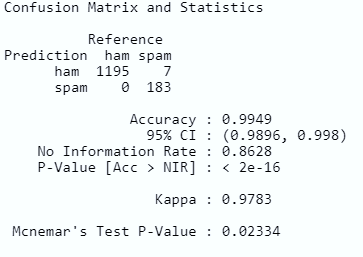 Confusion Matrix and Statistics
Reference
Prediction ham spam
ham 1195 7
spam 0 183
Accuracy : 0.9949
95% CI : (0.9896, 0.998)
No Information Rate : 0.8628
P-Value [Acc > NIR] : < 2e-16
Kappa : 0.9783
Mcnemar's Test P-Value : 0.02334